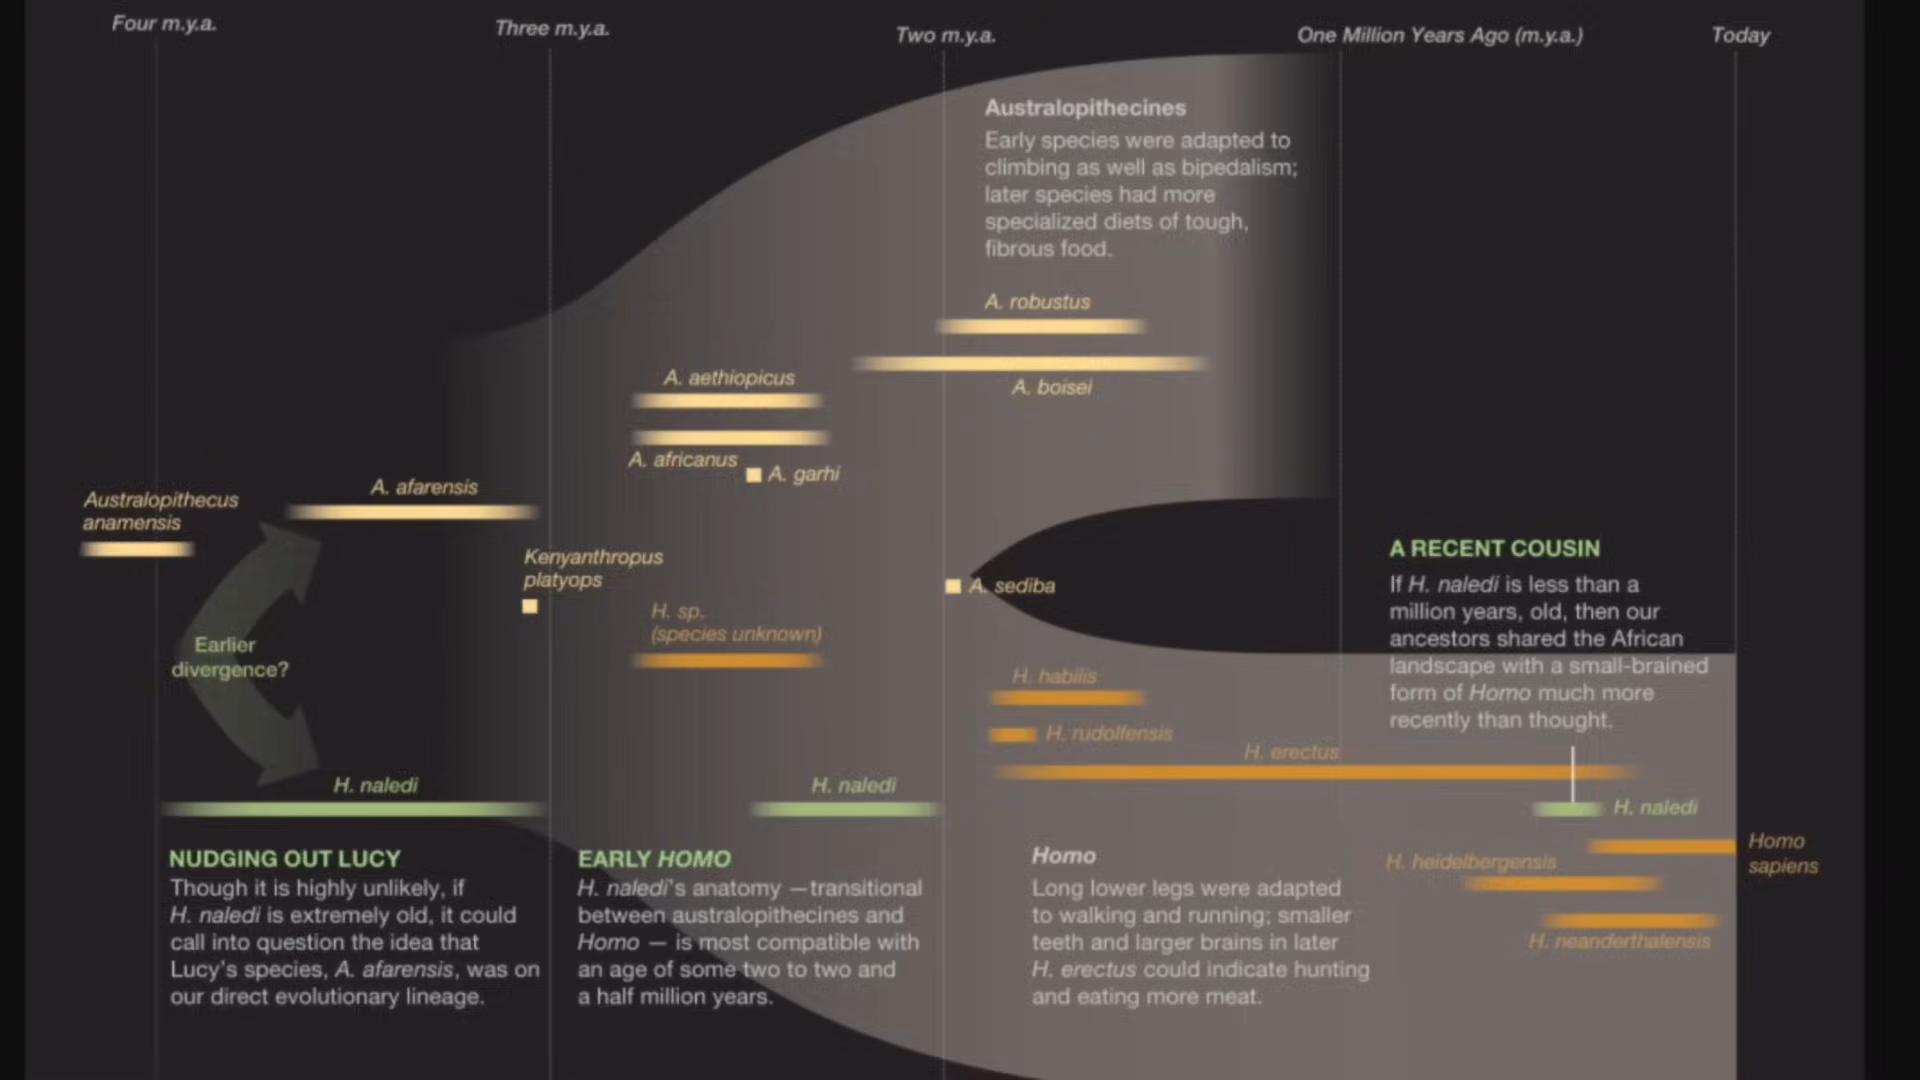 Four m.y.a.
Three m.y.a.
Two m.y.a.
One Million Years Ago (m.y.a.)
Today
Australopithecines
Early species were adapted to
climbing as well as bipedalism;
later species had more
specialized diets of tough,
fibrous food.
A. robustus
A. boisei
A. aethiopicus
A. africanus
A. garhi
A. afarensis
Australopithecus
anamensis
Kenyanthropus
platyops
A. sediba
H. sp.
(species unknown)
Earlier
divergence?
A RECENT COUSIN
If H. naledi is less than a
million years, old, then our
ancestors shared the African
landscape with a small-brained
form of Homo much more
recently than thought.
H. habilis
H. rudolfensis
H. erectus
H. naledi
H. naledi
H. naledi
Homo
sapiens
H. heidelbergensis
H. neanderthalensis
NUDGING OUT LUCY
Though it is highly unlikely, if
H. naledi is extremely old, it could
call into question the idea that
Lucy's species, A. afarensis, was on
our direct evolutionary lineage.
EARLY HOMO
H. naledi's anatomy —transitional
between australopithecines and
Homo — is most compatible with
an age of some two to two and
a half million years.
Homo
Long lower legs were adapted
to walking and running; smaller
teeth and larger brains in later
H. erectus could indicate hunting
and eating more meat.